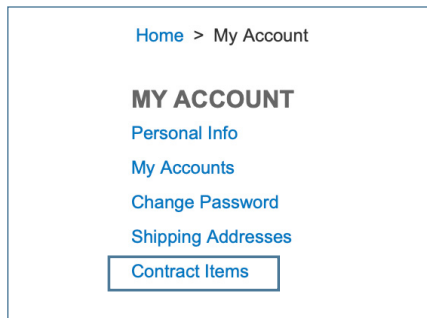 Home > My Account
MY ACCOUNT
Personal Info
My Accounts
Change Password
Shipping Addresses
Contract Items